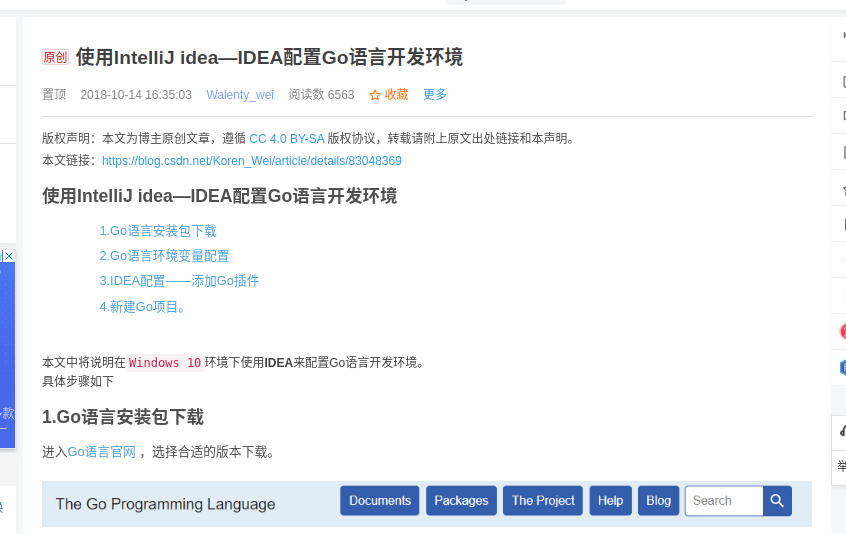 原创 使用IntelliJ idea—IDEA配置Go语言开发环境
置顶 2018-10-14 16:35:03 Walenty_wei 阅读数 6563 收藏 更多
版权声明：本文为博主原创文章，遵循 CC 4.0 BY-SA 版权协议，转载请附上原文出处链接和本声明。
本文链接：https://blog.csdn.net/Koren_Wei/article/details/83048369
使用IntelliJ idea—IDEA配置Go语言开发环境
1.Go语言安装包下载
2.Go语言环境变量配置
3.IDEA配置——添加Go插件
4.新建Go项目。
本文中将说明在 Windows 10 环境下使用IDEA来配置Go语言开发环境。
具体步骤如下
1.Go语言安装包下载
进入Go语言官网 ，选择合适的版本下载。
The Go Programming Language Documents Packages The Project Help Blog Search
款
举